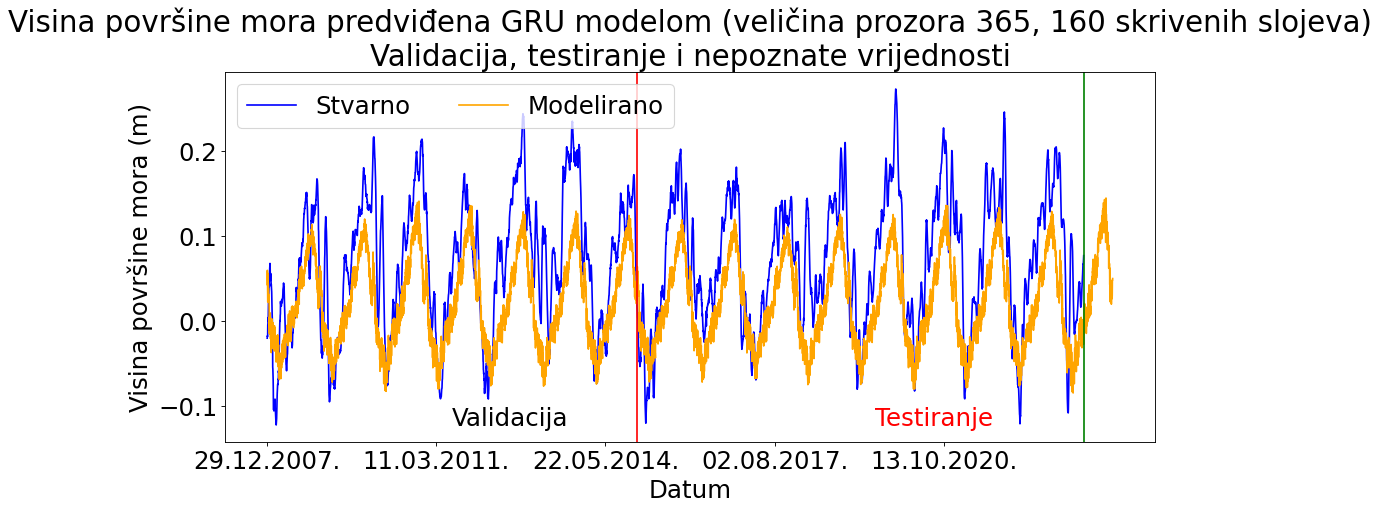 Visina površine mora predviđena GRU modelom (veličina prozora 365, 160 skrivenih slojeva)
Validacija, testiranje i nepoznate vrijednosti
Stvarno
Modelirano
Visina površine mora (m)
0.2
0.1
0.0
−0.1
Validacija
Testiranje
29.12.2007.
11.03.2011.
22.05.2014.
02.08.2017.
13.10.2020.
Datum